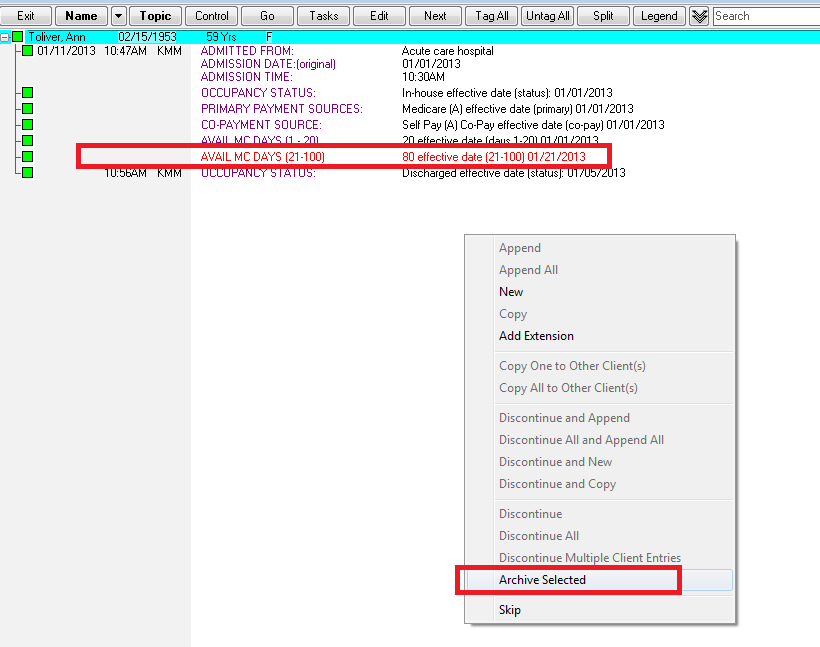 Exit Name Topic Control Go Tasks Edit Next Tag All Untag All Split Legend Search
Toliver, Ann 02/15/1953 59 Yrs F
01/11/2013 10:47AM KMM ADMITTED FROM: Acute care hospital
ADMISSION DATE:(original) 01/01/2013
ADMISSION TIME: 10:30AM
OCCUPANCY STATUS: In-house effective date (status): 01/01/2013
PRIMARY PAYMENT SOURCES: Medicare (A) effective date (primary) 01/01/2013
CO-PAYMENT SOURCE: Self Pay (A) Co-Pay effective date (co-pay) 01/01/2013
AVAIL MC DAYS (1 - 20) 20 effective date (days 1-20) 01/01/2013
AVAIL MC DAYS (21-100) 80 effective date (21-100) 01/21/2013
10:56AM KMM OCCUPANCY STATUS: Discharged effective date (status): 01/05/2013
Append
Append All
New
Copy
Add Extension
Copy One to Other Client(s)
Copy All to Other Client(s)
Discontinue and Append
Discontinue All and Append All
Discontinue and New
Discontinue and Copy
Discontinue
Discontinue All
Discontinue Multiple Client Entries
Archive Selected
Skip